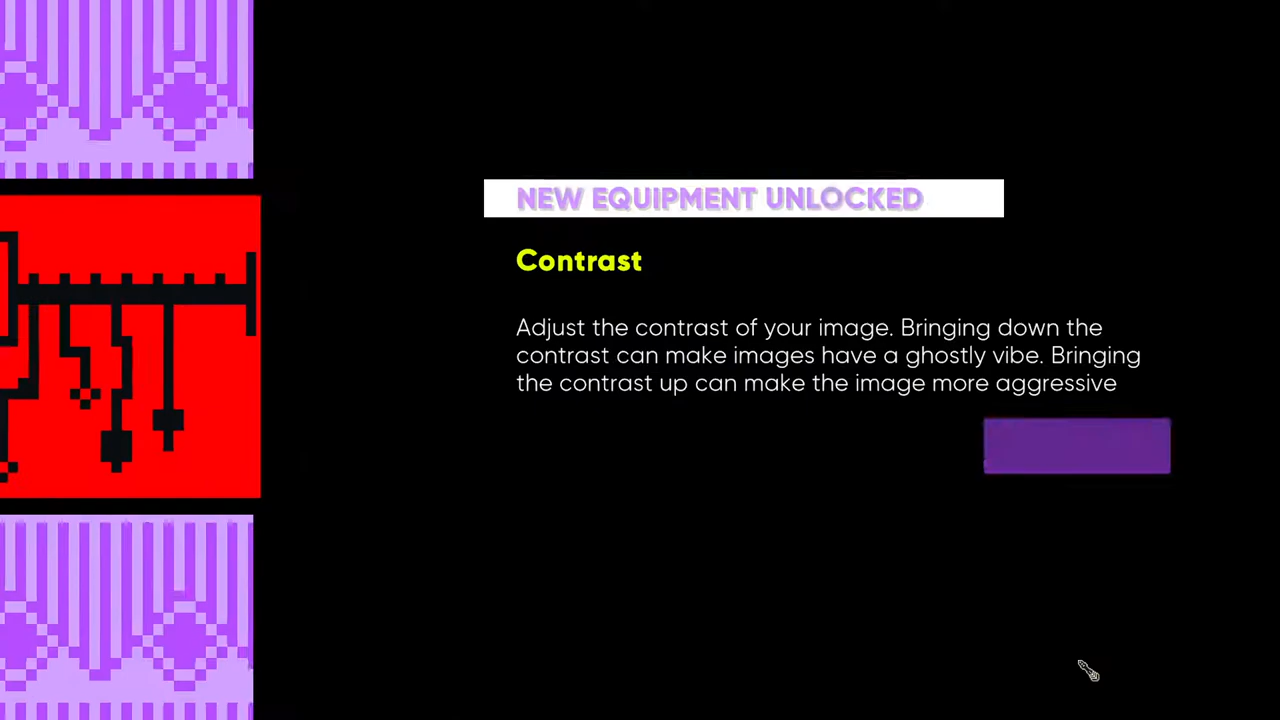 NEW EQUIPMENT UNLOCKED
Contrast
Adjust the contrast of your image. Bringing down the
contrast can make images have a ghostly vibe. Bringing
the contrast up can make the image more aggressive